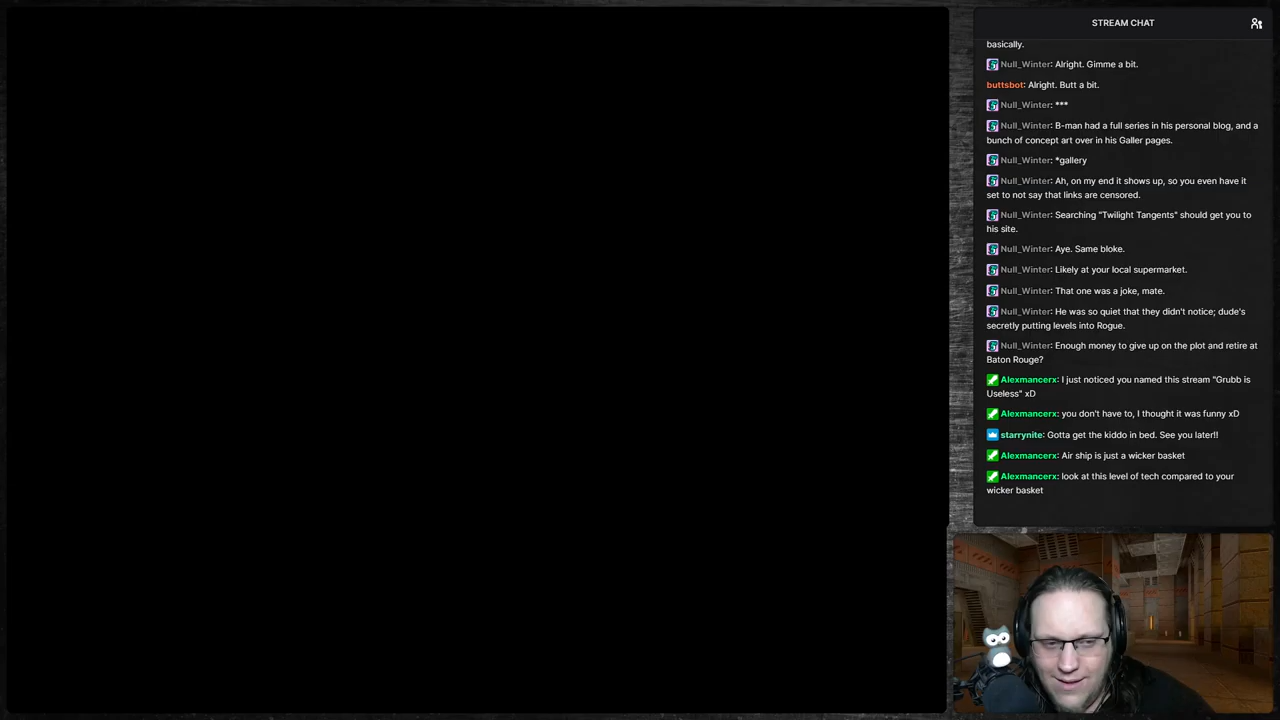 STREAM CHAT
basically.
Null_Winter: Alright. Gimme a bit.
buttsbot: Alright. Butt a bit.
Null_Winter: ***
Null_Winter: B-man had a full series in his personal blog, and a
bunch of concept art over in his galler pages.
Null_Winter: *gallery
Null_Winter: Ah, on my end it shows up, so you even have it
set to not say that links are censored.
Null_Winter: Searching "Twilight Tangents" should get you to
his site.
Null_Winter: Aye. Same bloke.
Null_Winter: Likely at your local supermarket.
Null_Winter: That one was a joke, mate.
Null_Winter: He was so quiet that they didn't notice; dude
secretly putting levels into Rogue.
Null_Winter: Enough money to give up on the plot and retire at
Baton Rouge?
Alexmancerx: I just noticed you named this stream "Grubb is
Useless" xD
Alexmancerx: you don't have to, I thought it was funny xD
starrynite: Gotta get the kiddo bathed. See you later!!
Alexmancerx: Air ship is just a wicker basket
Alexmancerx: look at this level of tech compared to your
wicker basket